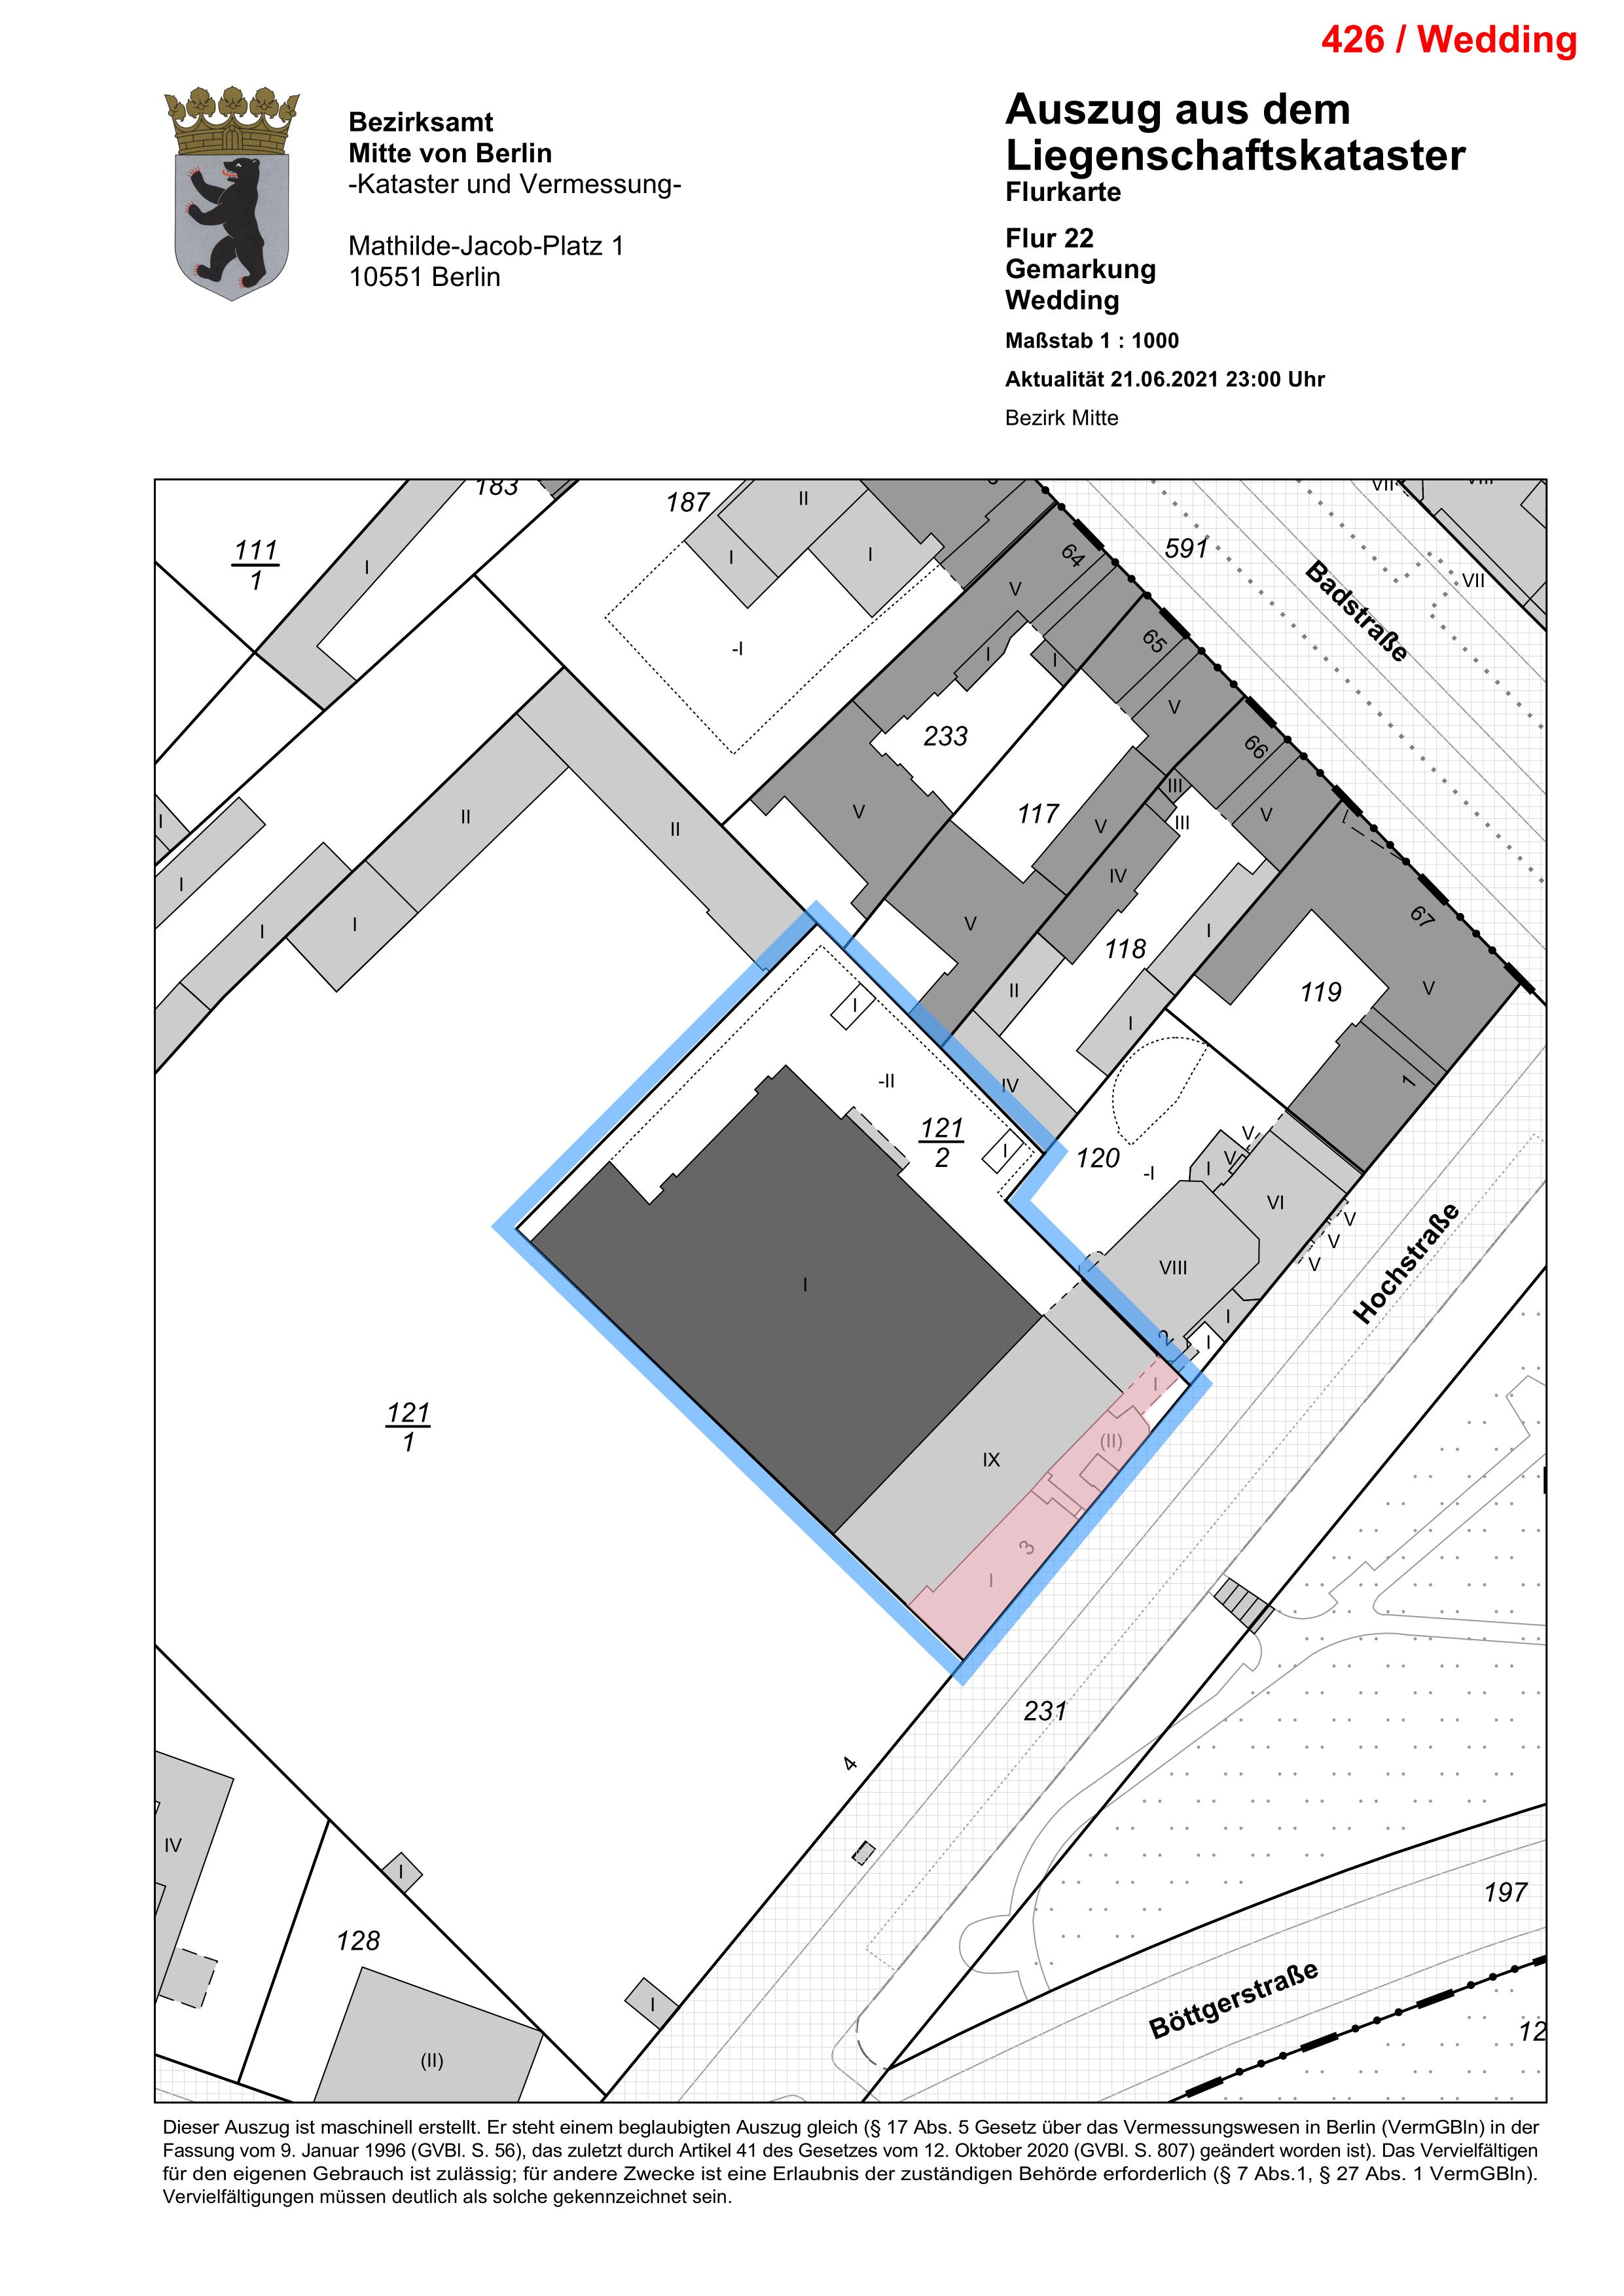 426 / Wedding
Bezirksamt
Mitte von Berlin
-Kataster und Vermessung-
Mathilde-Jacob-Platz 1
10551 Berlin
Auszug aus dem
Liegenschaftskataster
Flurkarte
Flur 22
Gemarkung
Wedding
Maßstab 1 : 1000
Aktualität 21.06.2021 23:00 Uhr
Bezirk Mitte
183
187
II
VII
VIII
111
1
I
I
I
64
591
VII
Badstraße
V
65
-I
I
I
V
233
66
III
I
II
II
V
117
V
III
V
I
IV
67
I
I
V
118
I
II
119
V
I
I
-II
IV
1
121
2
I
120
-I
I
V
V
VI
V
V
V
Hochstraße
VIII
I
I
2
I
I
121
1
IX
(II)
3
I
231
4
IV
I
128
197
I
Böttgerstraße
12
(II)
Dieser Auszug ist maschinell erstellt. Er steht einem beglaubigten Auszug gleich (§ 17 Abs. 5 Gesetz über das Vermessungswesen in Berlin (VermGBln) in der
Fassung vom 9. Januar 1996 (GVBl. S. 56), das zuletzt durch Artikel 41 des Gesetzes vom 12. Oktober 2020 (GVBl. S. 807) geändert worden ist). Das Vervielfältigen
für den eigenen Gebrauch ist zulässig; für andere Zwecke ist eine Erlaubnis der zuständigen Behörde erforderlich (§ 7 Abs.1, § 27 Abs. 1 VermGBln).
Vervielfältigungen müssen deutlich als solche gekennzeichnet sein.